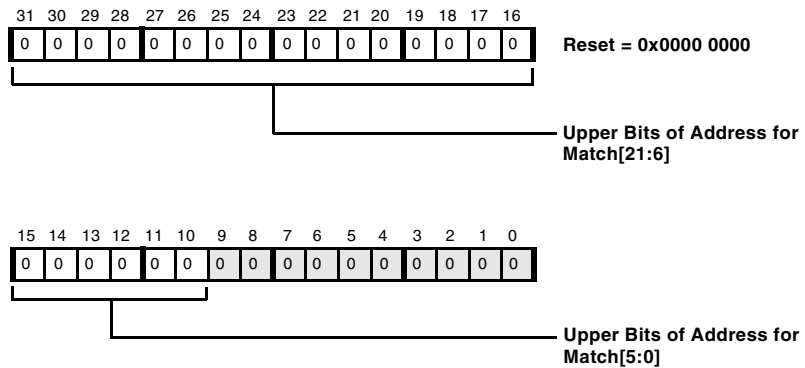 31 30 29 28 27 26 25 24 23 22 21 20 19 18 17 16
0 0 0 0 0 0 0 0 0 0 0 0 0 0 0 0 Reset = 0x0000 0000
Upper Bits of Address for
Match[21:6]
15 14 13 12 11 10 9 8 7 6 5 4 3 2 1 0
0 0 0 0 0 0 0 0 0 0 0 0 0 0 0 0
Upper Bits of Address for
Match[5:0]